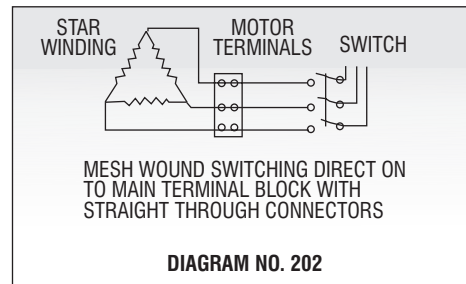 STAR WINDING
MOTOR TERMINALS
SWITCH
MESH WOUND SWITCHING DIRECT ON
TO MAIN TERMINAL BLOCK WITH
STRAIGHT THROUGH CONNECTORS
DIAGRAM NO. 202